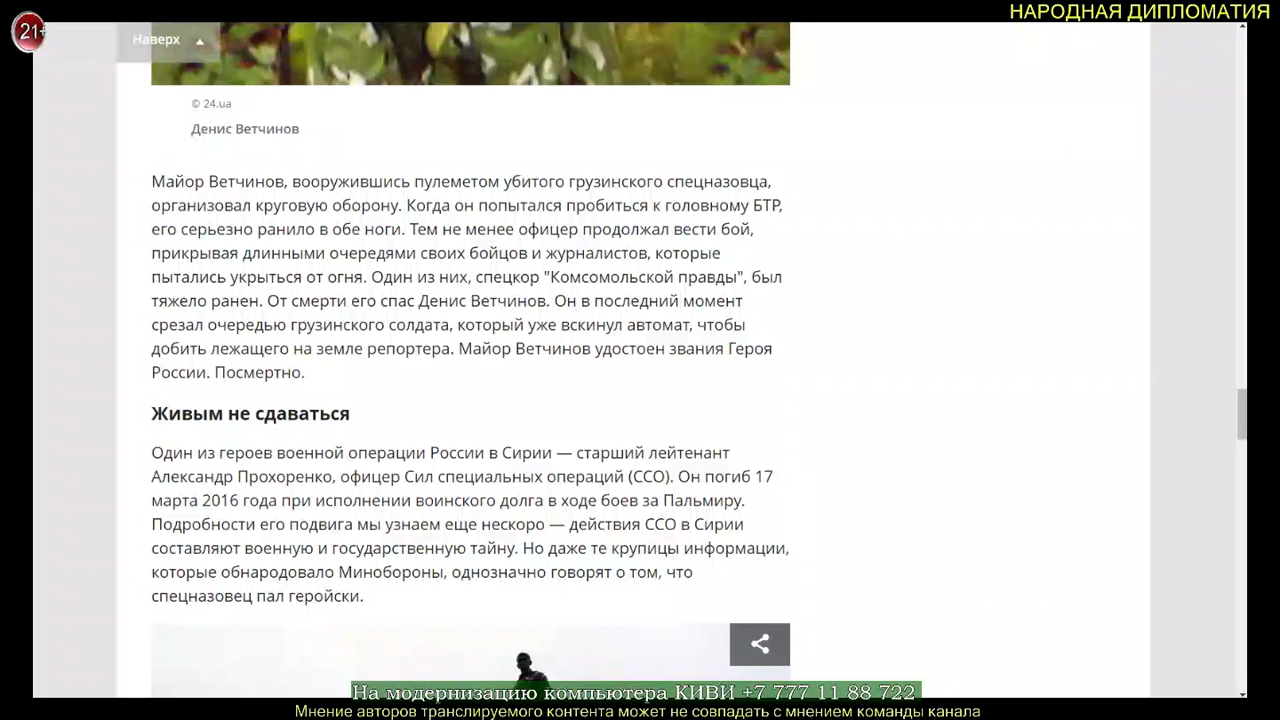 НАРОДНАЯ ДИПЛОМАТИЯ
21+
Наверх
© 24.ua
Денис Ветчинов
Майор Ветчинов, вооружившись пулеметом убитого грузинского спецназовца,
организовал круговую оборону. Когда он попытался пробиться к головному БТР,
его серьезно ранило в обе ноги. Тем не менее офицер продолжал вести бой,
прикрывая длинными очередями своих бойцов и журналистов, которые
пытались укрыться от огня. Один из них, спецкор "Комсомольской правды", был
тяжело ранен. От смерти его спас Денис Ветчинов. Он в последний момент
срезал очередью грузинского солдата, который уже вскинул автомат, чтобы
добить лежащего на земле репортера. Майор Ветчинов удостоен звания Героя
России. Посмертно.
Живым не сдаваться
Один из героев военной операции России в Сирии — старший лейтенант
Александр Прохоренко, офицер Сил специальных операций (ССО). Он погиб 17
марта 2016 года при исполнении воинского долга в ходе боев за Пальмиру.
Подробности его подвига мы узнаем еще нескоро — действия ССО в Сирии
составляют военную и государственную тайну. Но даже те крупицы информации,
которые обнародовало Минобороны, однозначно говорят о том, что
спецназовец пал геройски.
На модернизацию компьютера КИВИ +7 777 11 88 722
Мнение авторов транслируемого контента может не совпадать с мнением команды канала